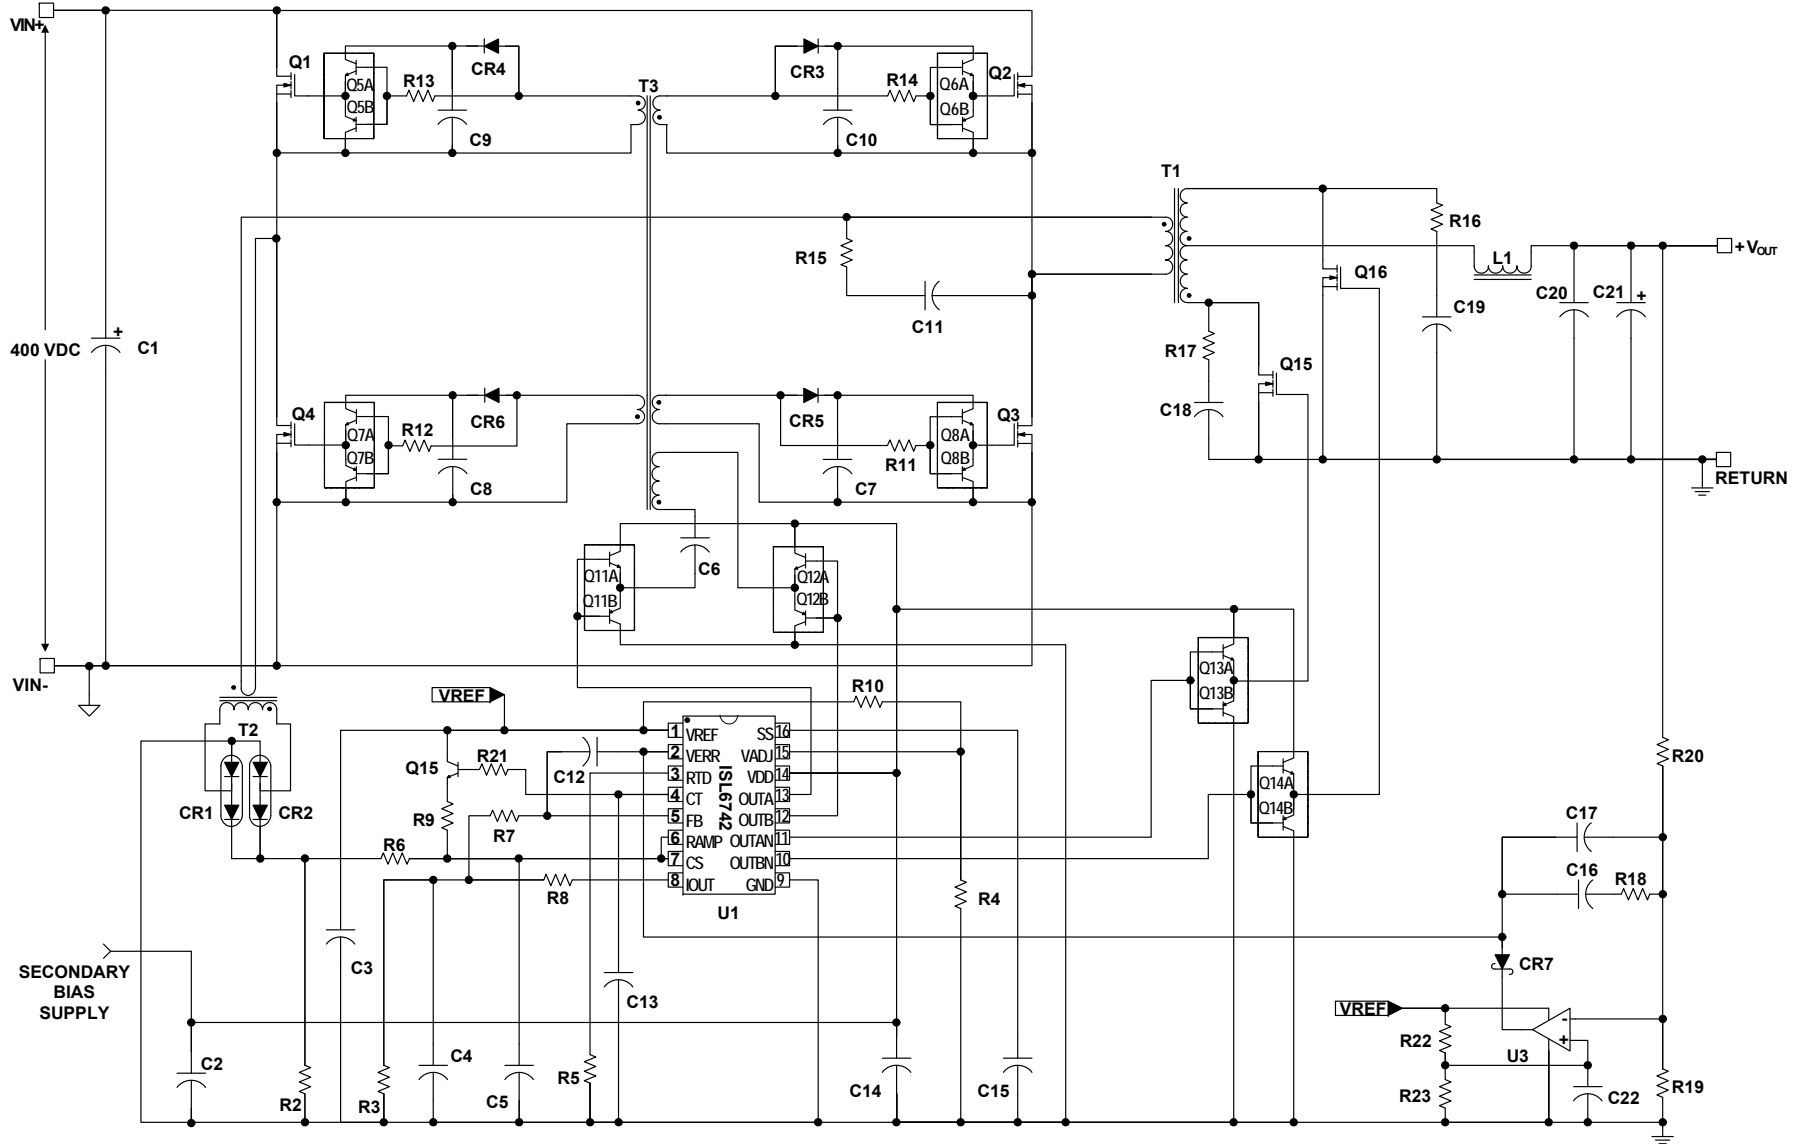 VIN+
Q1
Q5A
Q5B
R13
CR4
C9
T3
CR3
C10
R14
Q6A
Q6B
Q2
T1
R16
R15
C11
Q16
L1
+VOUT
C20
C21
+
C19
400 VDC
+
C1
R17
Q15
C18
RETURN
Q4
Q7A
Q7B
R12
CR6
C8
CR5
R11
C7
Q8A
Q8B
Q3
Q11A
Q11B
C6
Q12A
Q12B
VIN-
Q13A
Q13B
VREF
R10
T2
CR1
CR2
Q15
R21
C12
R9
R7
R6
R8
1 VREF
2 VERR
3 RTD
4 CT
5 FB
6 RAMP
7 CS
8 IOUT
ISL6742
SS 16
VADJ 15
VDD 14
OUTA 13
OUTB 12
OUTAN 11
OUTBN 10
GND 9
U1
Q14A
Q14B
R20
C17
C16
R18
R4
C3
SECONDARY
BIAS
SUPPLY
C13
CR7
VREF
R22
-
+
U3
C2
R2
R3
C4
C5
R5
C14
C15
R23
C22
R19